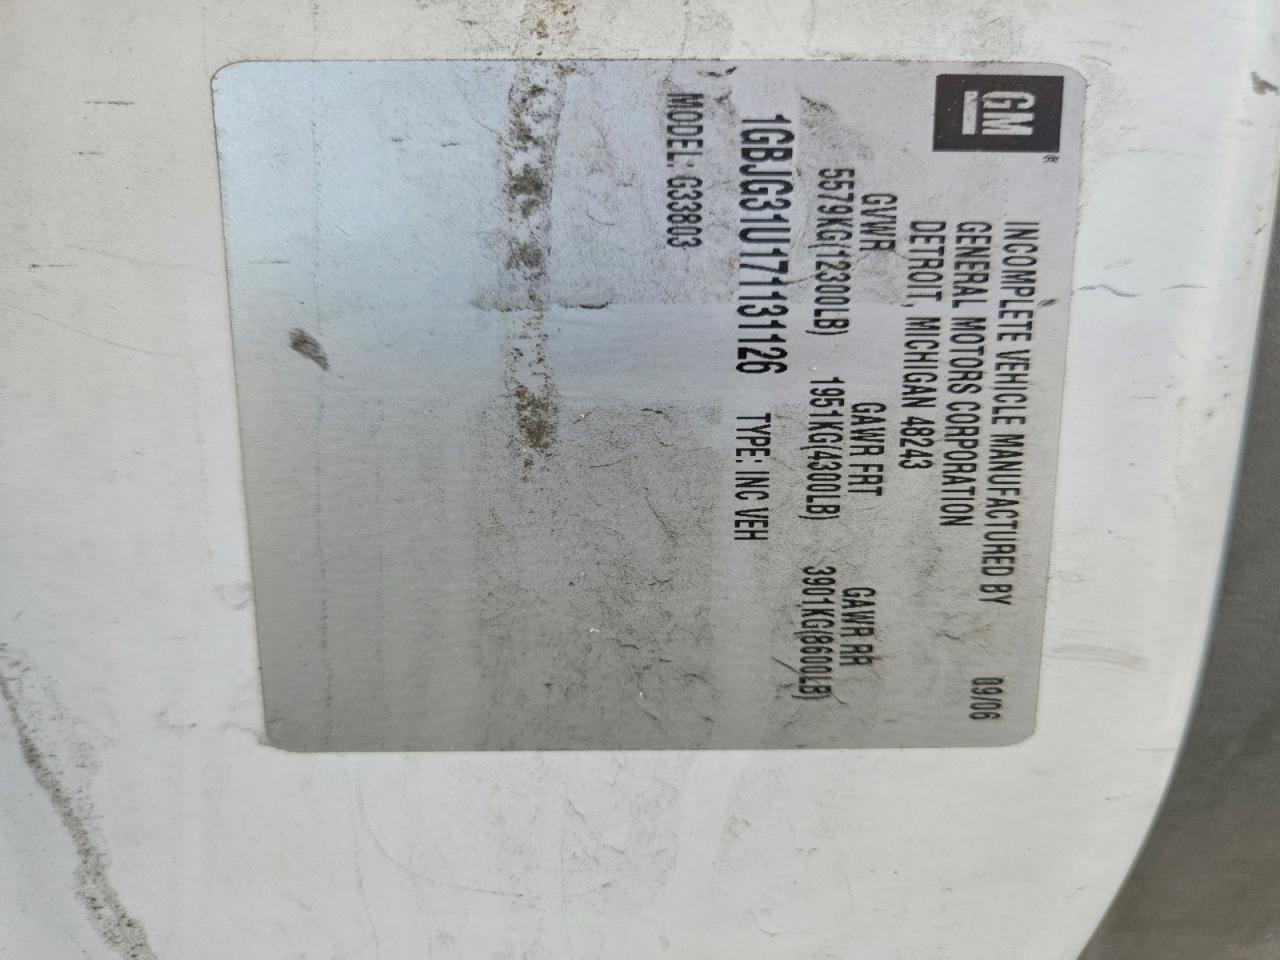 GM ®
INCOMPLETE VEHICLE MANUFACTURED BY 09/06
GENERAL MOTORS CORPORATION
DETROIT, MICHIGAN 48243
GVWR GAWR FRT GAWR RR
5579KG(12300LB) 1951KG(4300LB) 3901KG(8600LB)
1GBJG31U171131126 TYPE: INC VEH
MODEL: G33803